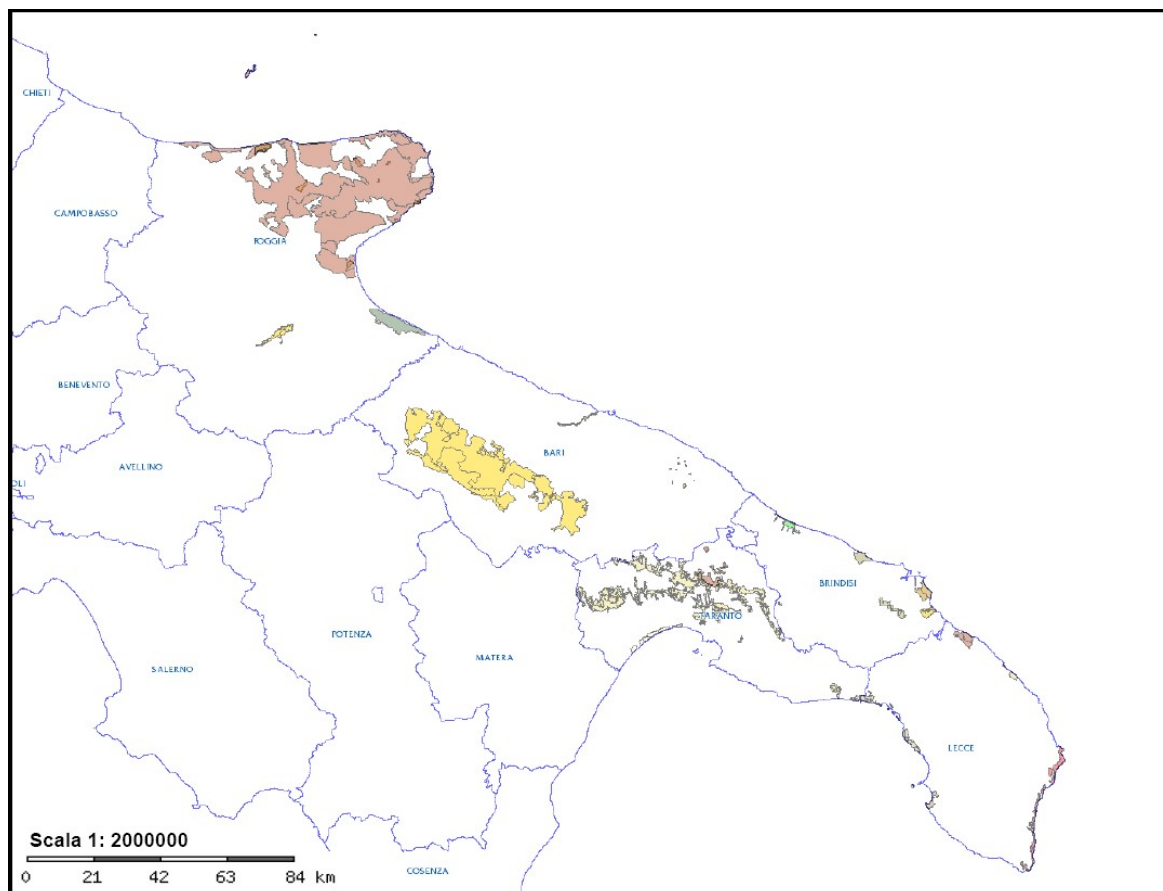 CHIETI
CAMPOBASSO
FOGGIA
BENEVENTO
BARI
AVELLINO
OLI
BRINDISI
TARANTO
POTENZA
MATERA
SALERNO
LECCE
Scala 1: 2000000
0 21 42 63 84 km
COSENZA